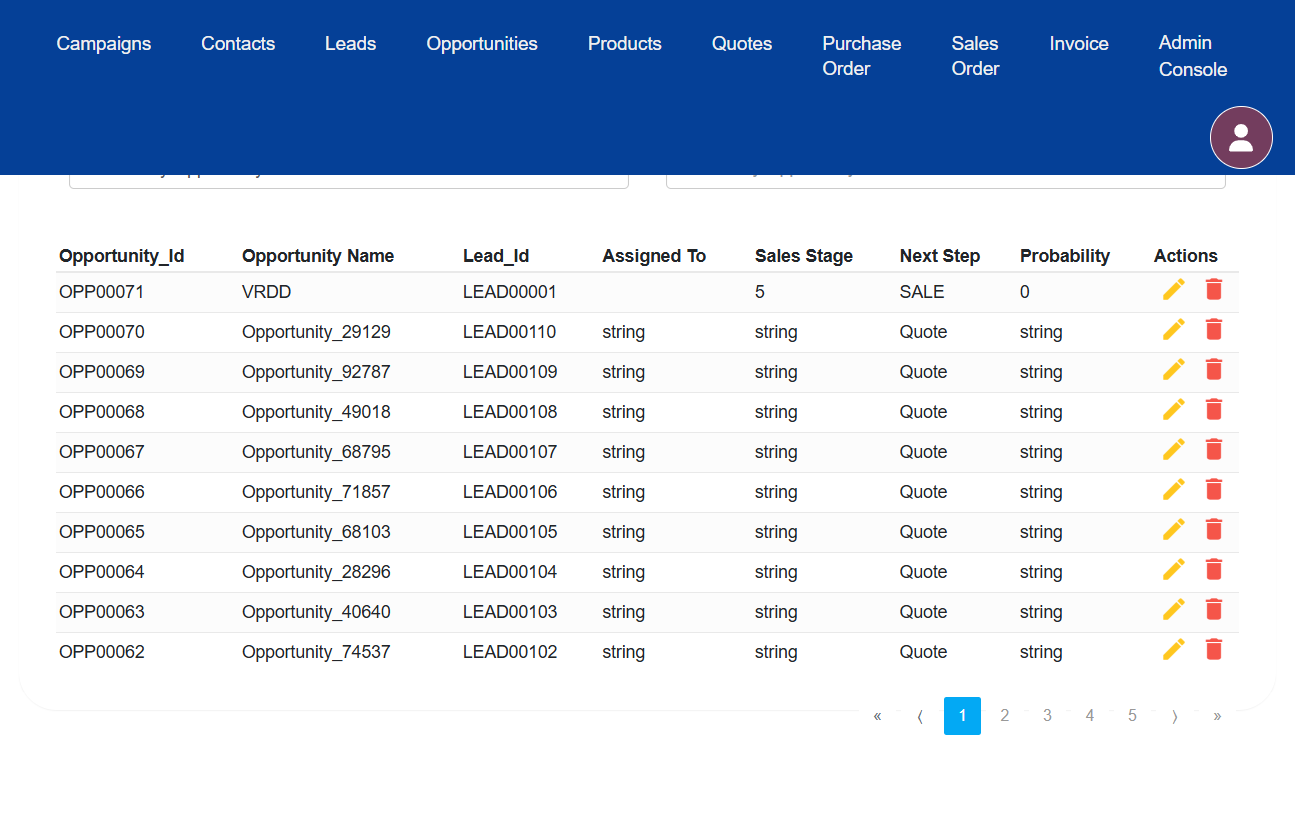 Campaigns Contacts Leads Opportunities Products Quotes Purchase Order Sales Order Invoice Admin Console
Opportunity_Id Opportunity Name Lead_Id Assigned To Sales Stage Next Step Probability Actions
OPP00071 VRDD LEAD00001 5 SALE 0
OPP00070 Opportunity_29129 LEAD00110 string string Quote string
OPP00069 Opportunity_92787 LEAD00109 string string Quote string
OPP00068 Opportunity_49018 LEAD00108 string string Quote string
OPP00067 Opportunity_68795 LEAD00107 string string Quote string
OPP00066 Opportunity_71857 LEAD00106 string string Quote string
OPP00065 Opportunity_68103 LEAD00105 string string Quote string
OPP00064 Opportunity_28296 LEAD00104 string string Quote string
OPP00063 Opportunity_40640 LEAD00103 string string Quote string
OPP00062 Opportunity_74537 LEAD00102 string string Quote string
« ⟨ 1 2 3 4 5 ⟩ »